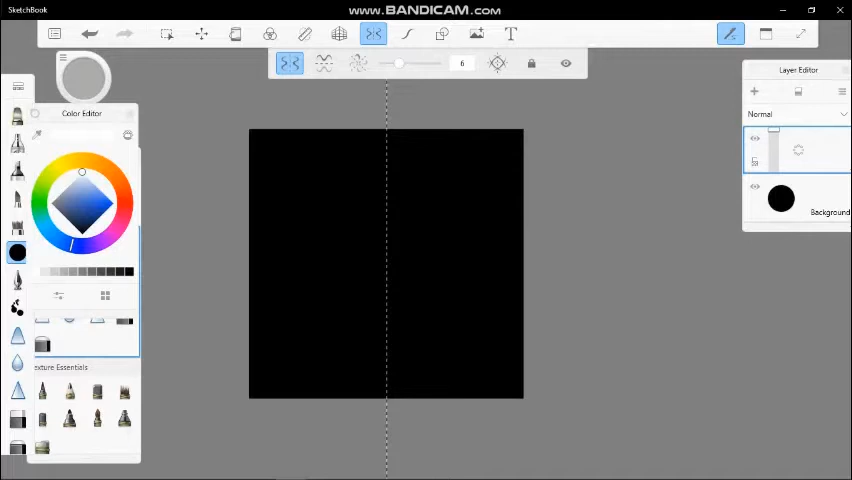 SketchBook
www.BANDICAM.com
6
Color Editor
Layer Editor
Normal
Background
exture Essentials